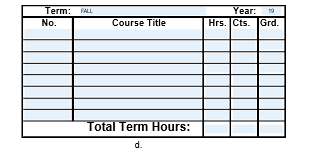 Term: FALL Year: 19
No. Course Title Hrs. Cts. Grd.
Total Term Hours:
d.